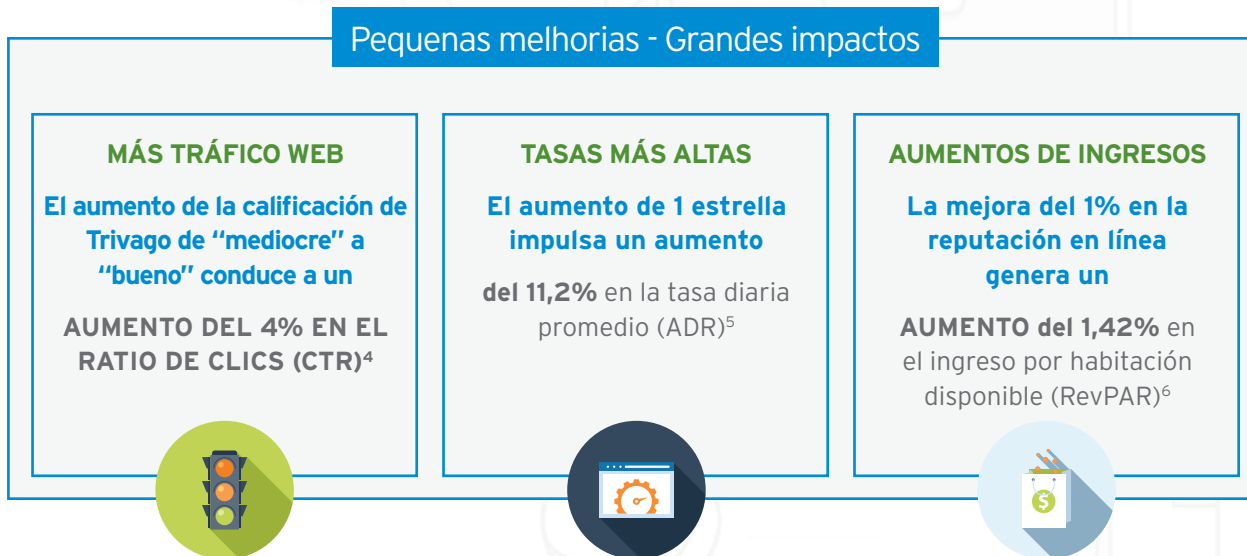 Pequenas melhorias - Grandes impactos
MÁS TRÁFICO WEB
El aumento de la calificación de
Trivago de “mediocre” a
“bueno” conduce a un
AUMENTO DEL 4% EN EL
RATIO DE CLICS (CTR)⁴
TASAS MÁS ALTAS
El aumento de 1 estrella
impulsa un aumento
del 11,2% en la tasa diaria
promedio (ADR)⁵
AUMENTOS DE INGRESOS
La mejora del 1% en la
reputación en línea
genera un
AUMENTO del 1,42% en
el ingreso por habitación
disponible (RevPAR)⁶
$